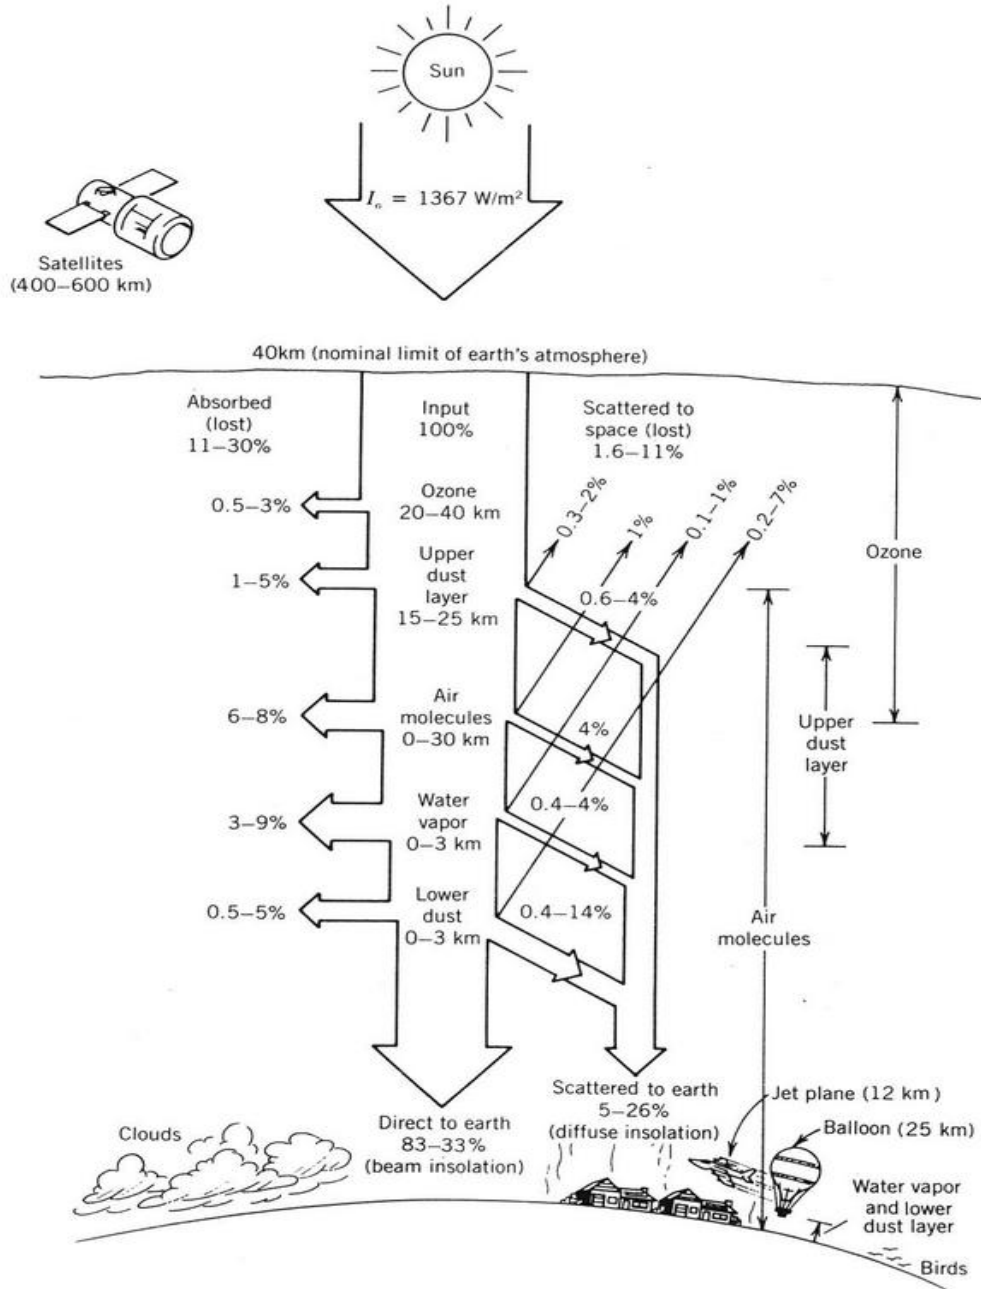 Sun
I₀ = 1367 W/m²
Satellites
(400–600 km)
40km (nominal limit of earth's atmosphere)
Absorbed
(lost)
11–30%
Input
100%
Scattered to
space (lost)
1.6–11%
0.5–3%
Ozone
20–40 km
0.3–2%
1%
0.1–1%
0.2–7%
Ozone
1–5%
Upper
dust
layer
15–25 km
0.6–4%
6–8%
Air
molecules
0–30 km
4%
Upper
dust
layer
3–9%
Water
vapor
0–3 km
0.4–4%
0.5–5%
Lower
dust
0–3 km
0.4–14%
Air
molecules
Direct to earth
83–33%
(beam insolation)
Scattered to earth
5–26%
(diffuse insolation)
Clouds
Jet plane (12 km)
Balloon (25 km)
Water vapor
and lower
dust layer
Birds